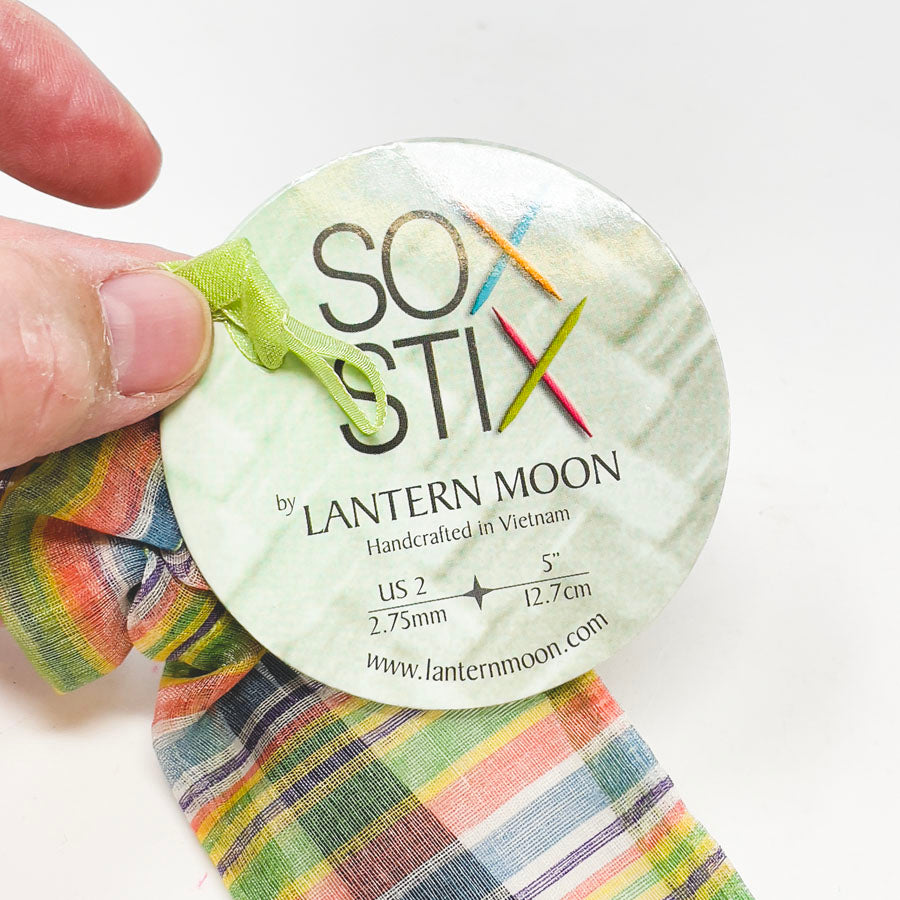 SOX
STIX
by LANTERN MOON
Handcrafted in Vietnam
US 2 5”
2.75mm 12.7cm
www.lanternmoon.com